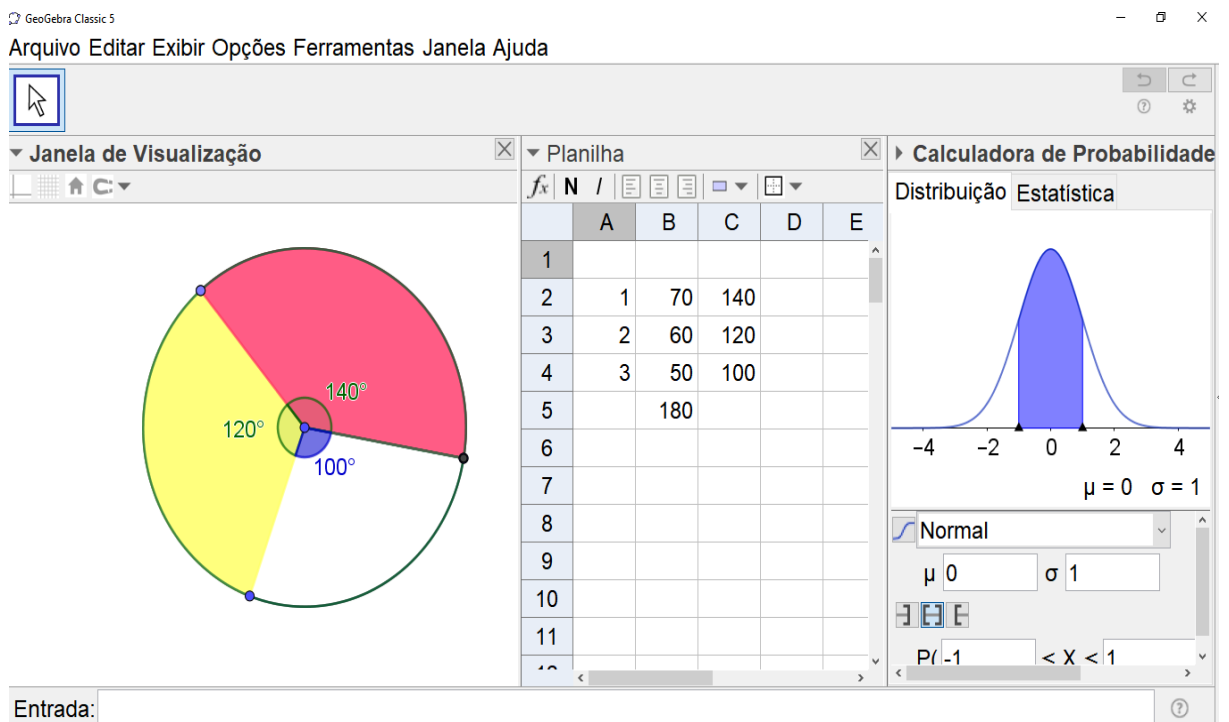 GeoGebra Classic 5
Arquivo Editar Exibir Opções Ferramentas Janela Ajuda
Janela de Visualização
140°
120°
100°
Planilha
fx N I
A B C D E
1
2 1 70 140
3 2 60 120
4 3 50 100
5 180
6
7
8
9
10
11
Calculadora de Probabilidade
Distribuição Estatística
−4 −2 0 2 4
μ = 0 σ = 1
Normal
μ 0 σ 1
P( -1 < X < 1
Entrada: